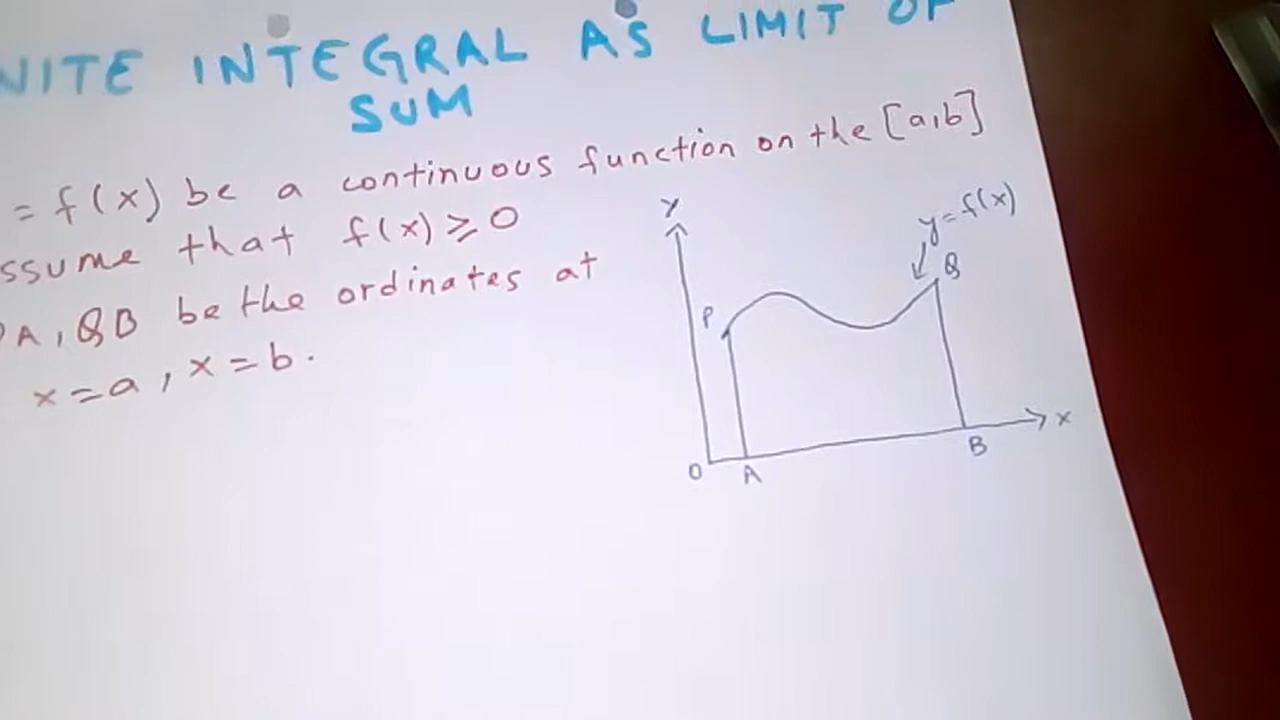 NITE INTEGRAL AS LIMIT OF
SUM
= f(x) be a continuous function on the [a,b]
ssume that f(x) ⩾ 0
A, QB be the ordinates at
x = a, x = b.
Y
y = f(x)
Q
P
x
B
O
A